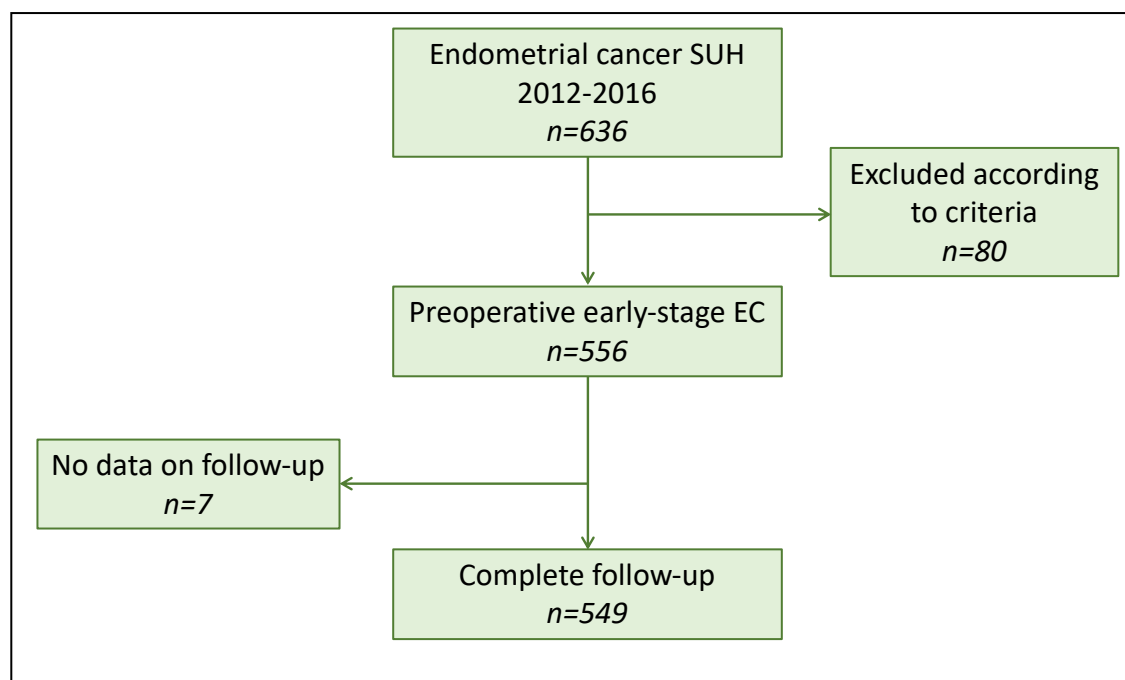 Endometrial cancer SUH
2012-2016
n=636
Excluded according
to criteria
n=80
Preoperative early-stage EC
n=556
No data on follow-up
n=7
Complete follow-up
n=549